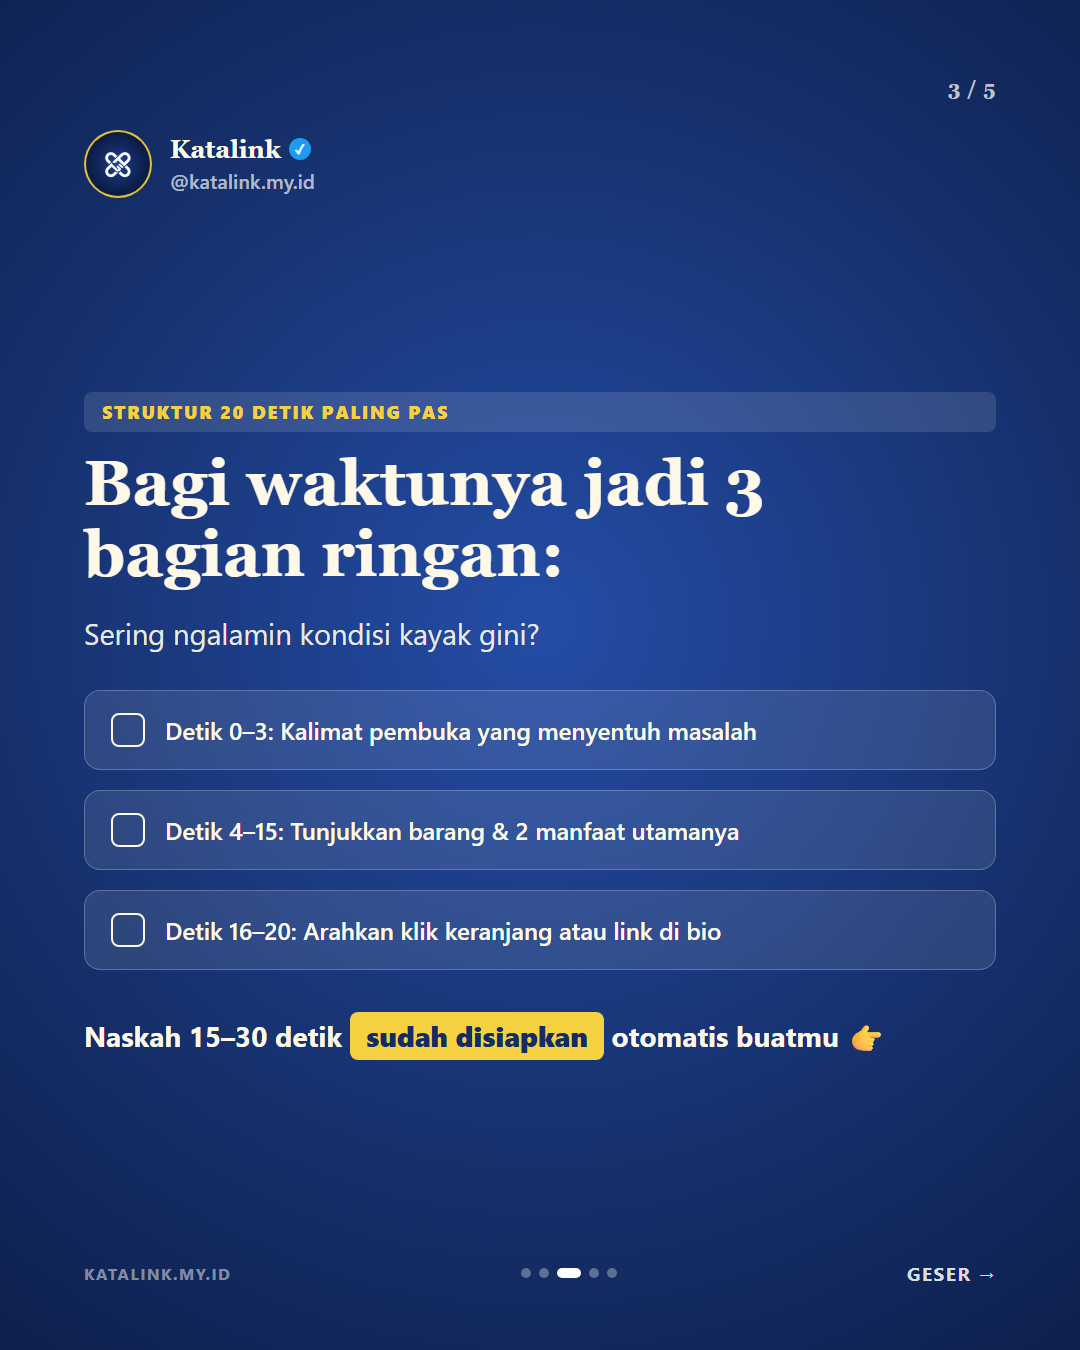 3 / 5
Katalink
@katalink.my.id
STRUKTUR 20 DETIK PALING PAS
Bagi waktunya jadi 3
bagian ringan:
Sering ngalamin kondisi kayak gini?
Detik 0–3: Kalimat pembuka yang menyentuh masalah
Detik 4–15: Tunjukkan barang & 2 manfaat utamanya
Detik 16–20: Arahkan klik keranjang atau link di bio
Naskah 15–30 detik sudah disiapkan otomatis buatmu 👉
KATALINK.MY.ID
GESER →